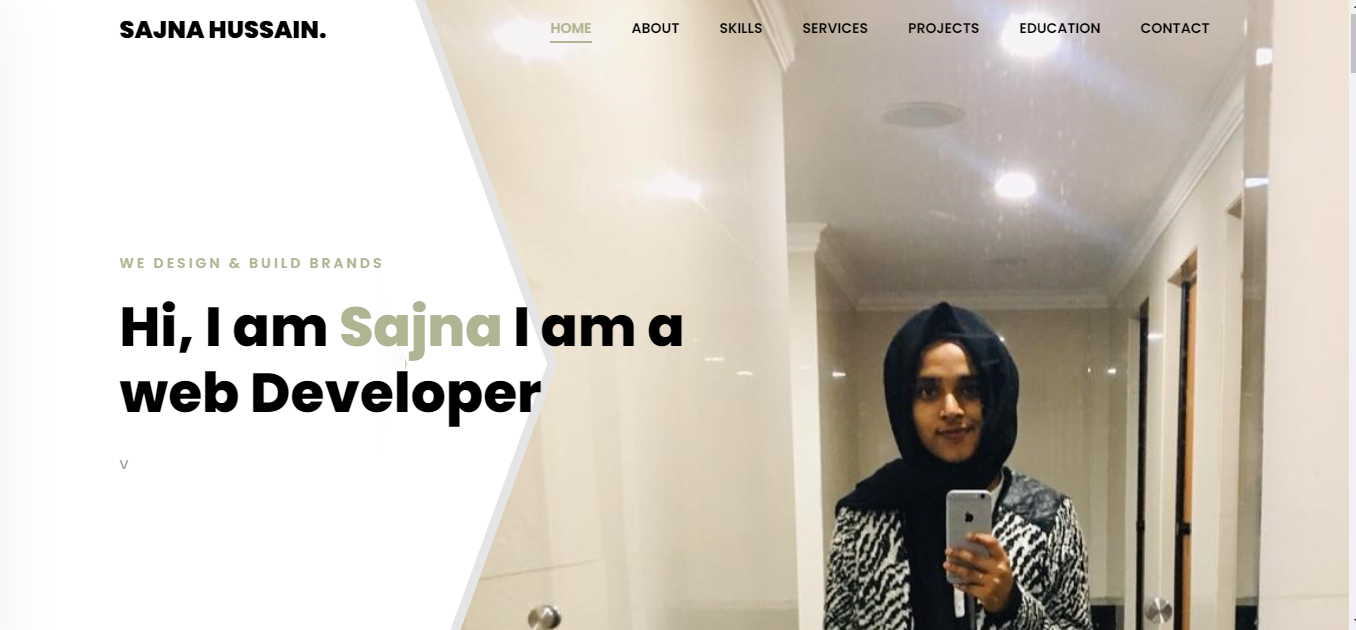 SAJNA HUSSAIN.
HOME ABOUT SKILLS SERVICES PROJECTS EDUCATION CONTACT
WE DESIGN & BUILD BRANDS
Hi, I am Sajna I am a
web Developer
V